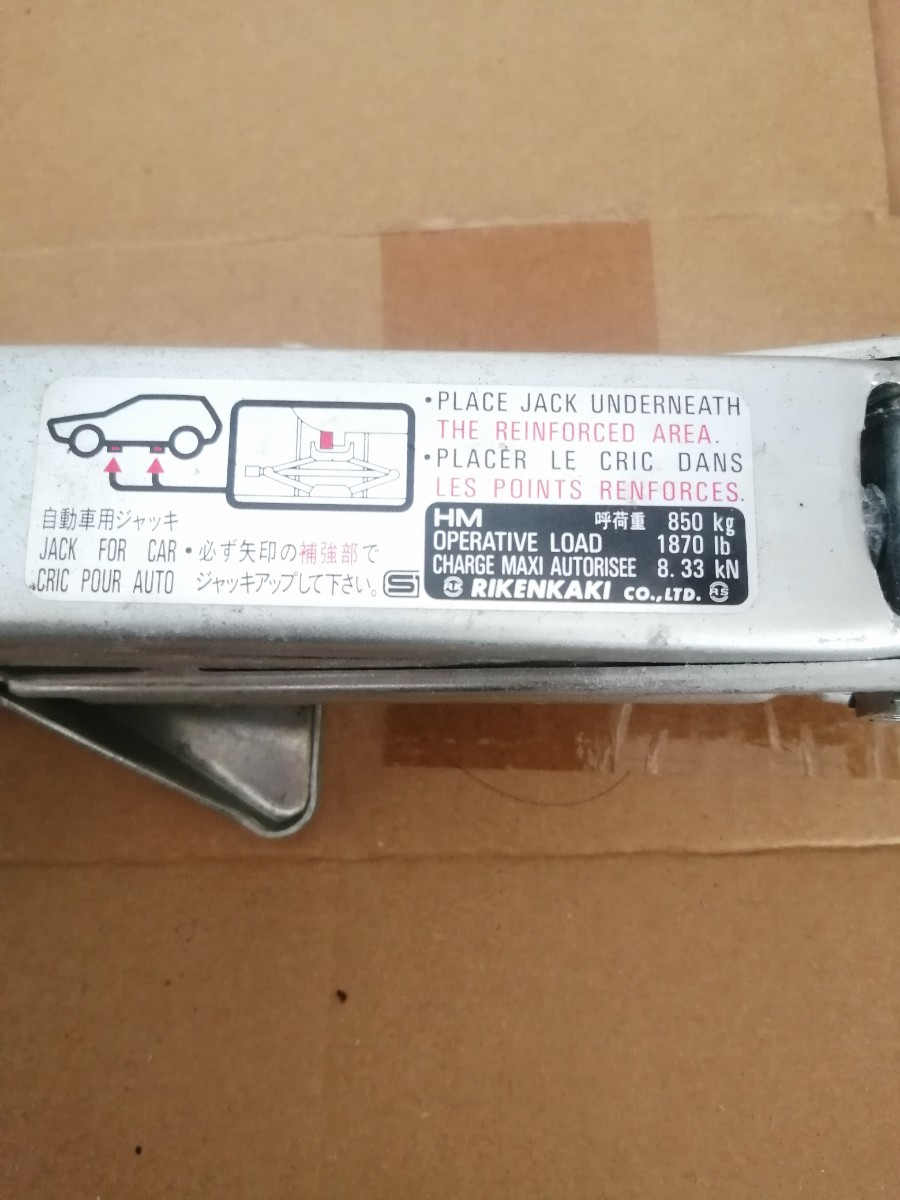 ・PLACE JACK UNDERNEATH
THE REINFORCED AREA.
・PLACER LE CRIC DANS
LES POINTS RENFORCES.
自動車用ジャッキ
JACK FOR CAR
CRIC POUR AUTO
・必ず矢印の補強部で
ジャッキアップして下さい。
HM 呼荷重 850 kg
OPERATIVE LOAD 1870 lb
CHARGE MAXI AUTORISEE 8.33 kN
RIKENKAKI CO.,LTD.